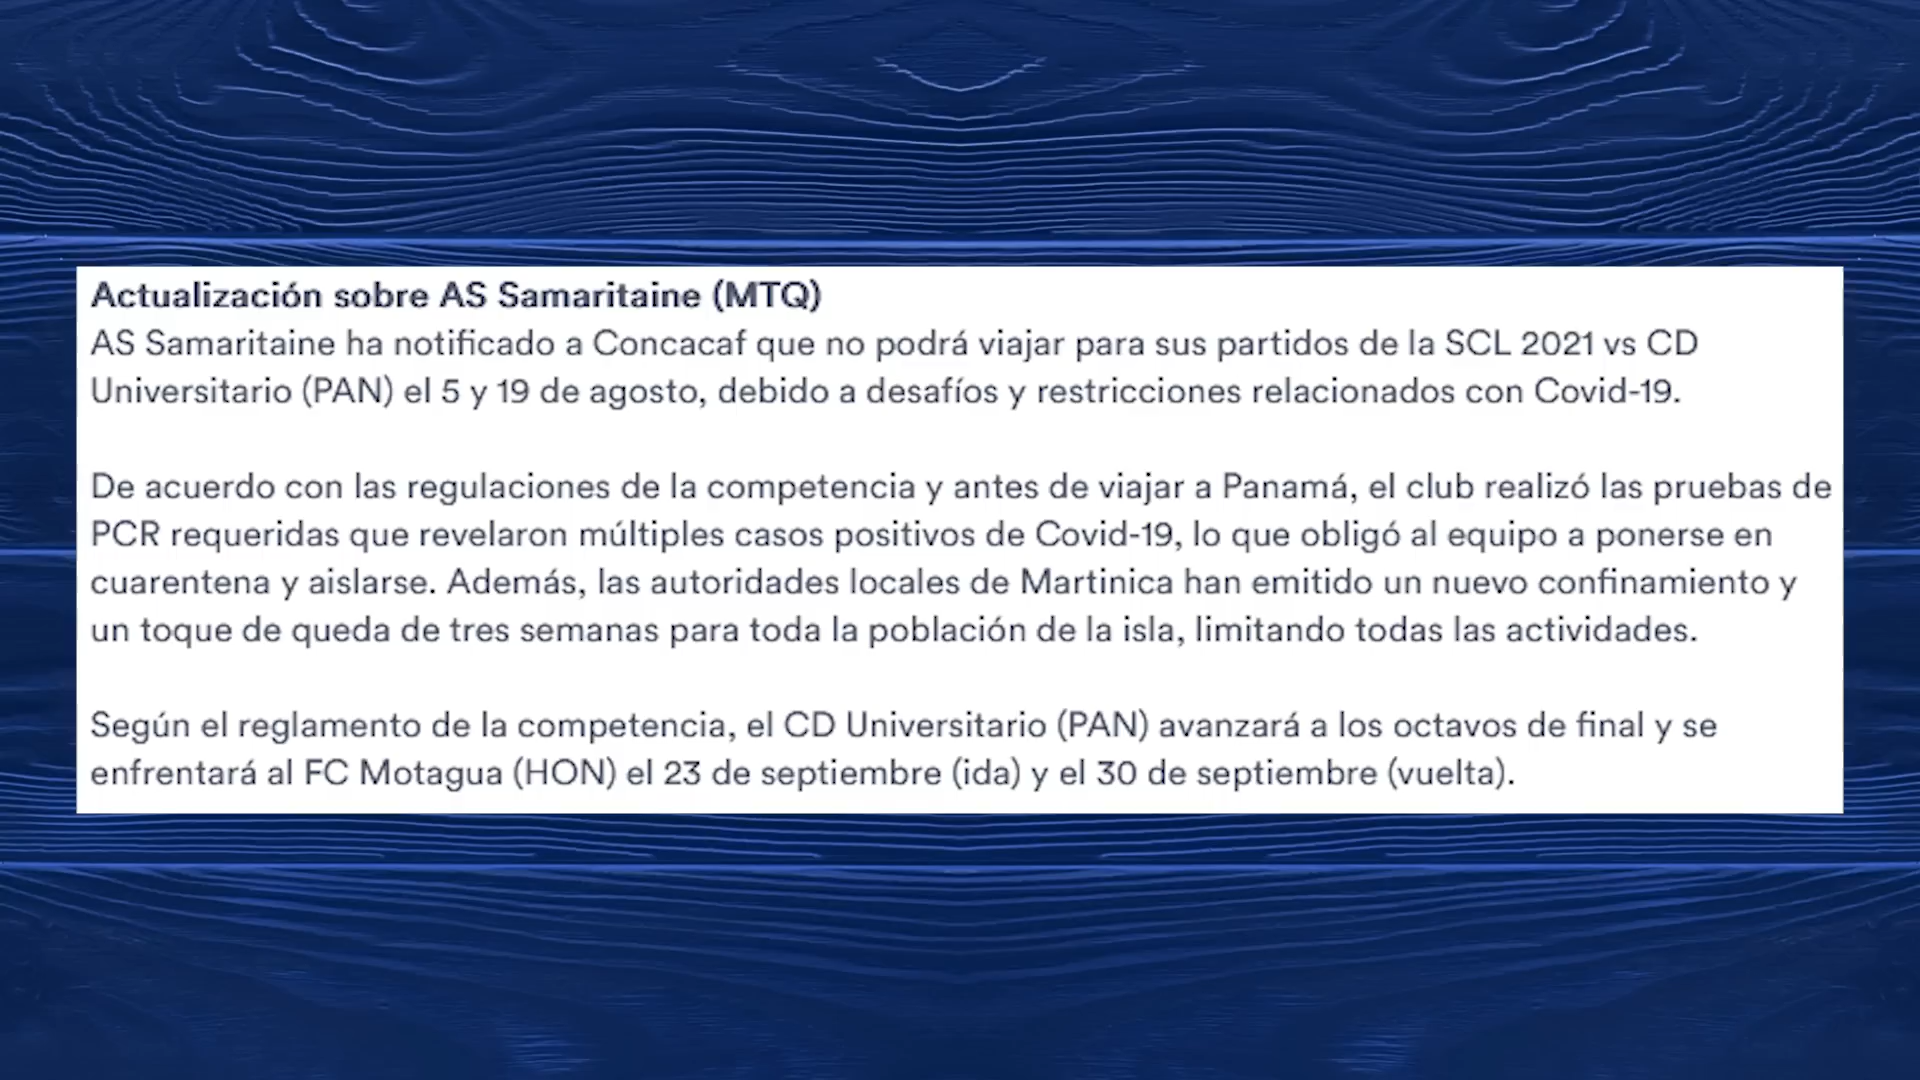 Actualización sobre AS Samaritaine (MTQ)
AS Samaritaine ha notificado a Concacaf que no podrá viajar para sus partidos de la SCL 2021 vs CD
Universitario (PAN) el 5 y 19 de agosto, debido a desafíos y restricciones relacionados con Covid-19.
De acuerdo con las regulaciones de la competencia y antes de viajar a Panamá, el club realizó las pruebas de
PCR requeridas que revelaron múltiples casos positivos de Covid-19, lo que obligó al equipo a ponerse en
cuarentena y aislarse. Además, las autoridades locales de Martinica han emitido un nuevo confinamiento y
un toque de queda de tres semanas para toda la población de la isla, limitando todas las actividades.
Según el reglamento de la competencia, el CD Universitario (PAN) avanzará a los octavos de final y se
enfrentará al FC Motagua (HON) el 23 de septiembre (ida) y el 30 de septiembre (vuelta).